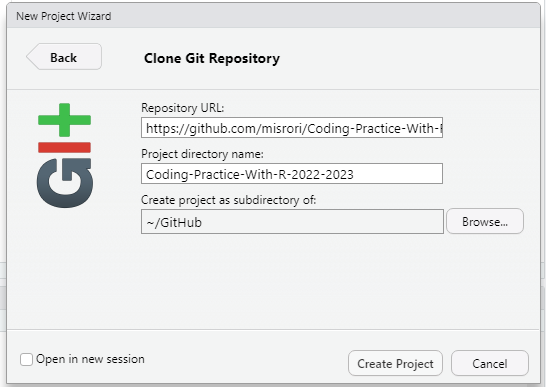 New Project Wizard
Back
Clone Git Repository
git
Repository URL:
https://github.com/misrori/Coding-Practice-With-
Project directory name:
Coding-Practice-With-R-2022-2023
Create project as subdirectory of:
~/GitHub
Browse...
Open in new session
Create Project
Cancel